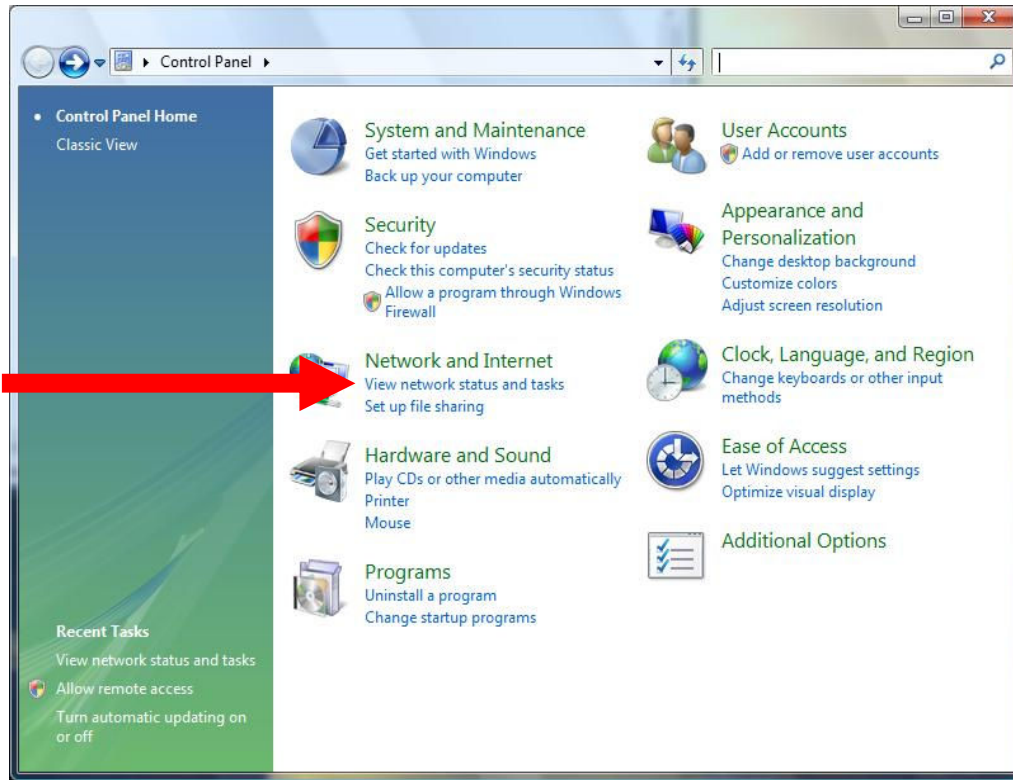 Control Panel
Control Panel Home
Classic View
System and Maintenance
Get started with Windows
Back up your computer
Security
Check for updates
Check this computer's security status
Allow a program through Windows
Firewall
Network and Internet
View network status and tasks
Set up file sharing
Hardware and Sound
Play CDs or other media automatically
Printer
Mouse
Programs
Uninstall a program
Change startup programs
User Accounts
Add or remove user accounts
Appearance and
Personalization
Change desktop background
Customize colors
Adjust screen resolution
Clock, Language, and Region
Change keyboards or other input
methods
Ease of Access
Let Windows suggest settings
Optimize visual display
Additional Options
Recent Tasks
View network status and tasks
Allow remote access
Turn automatic updating on
or off